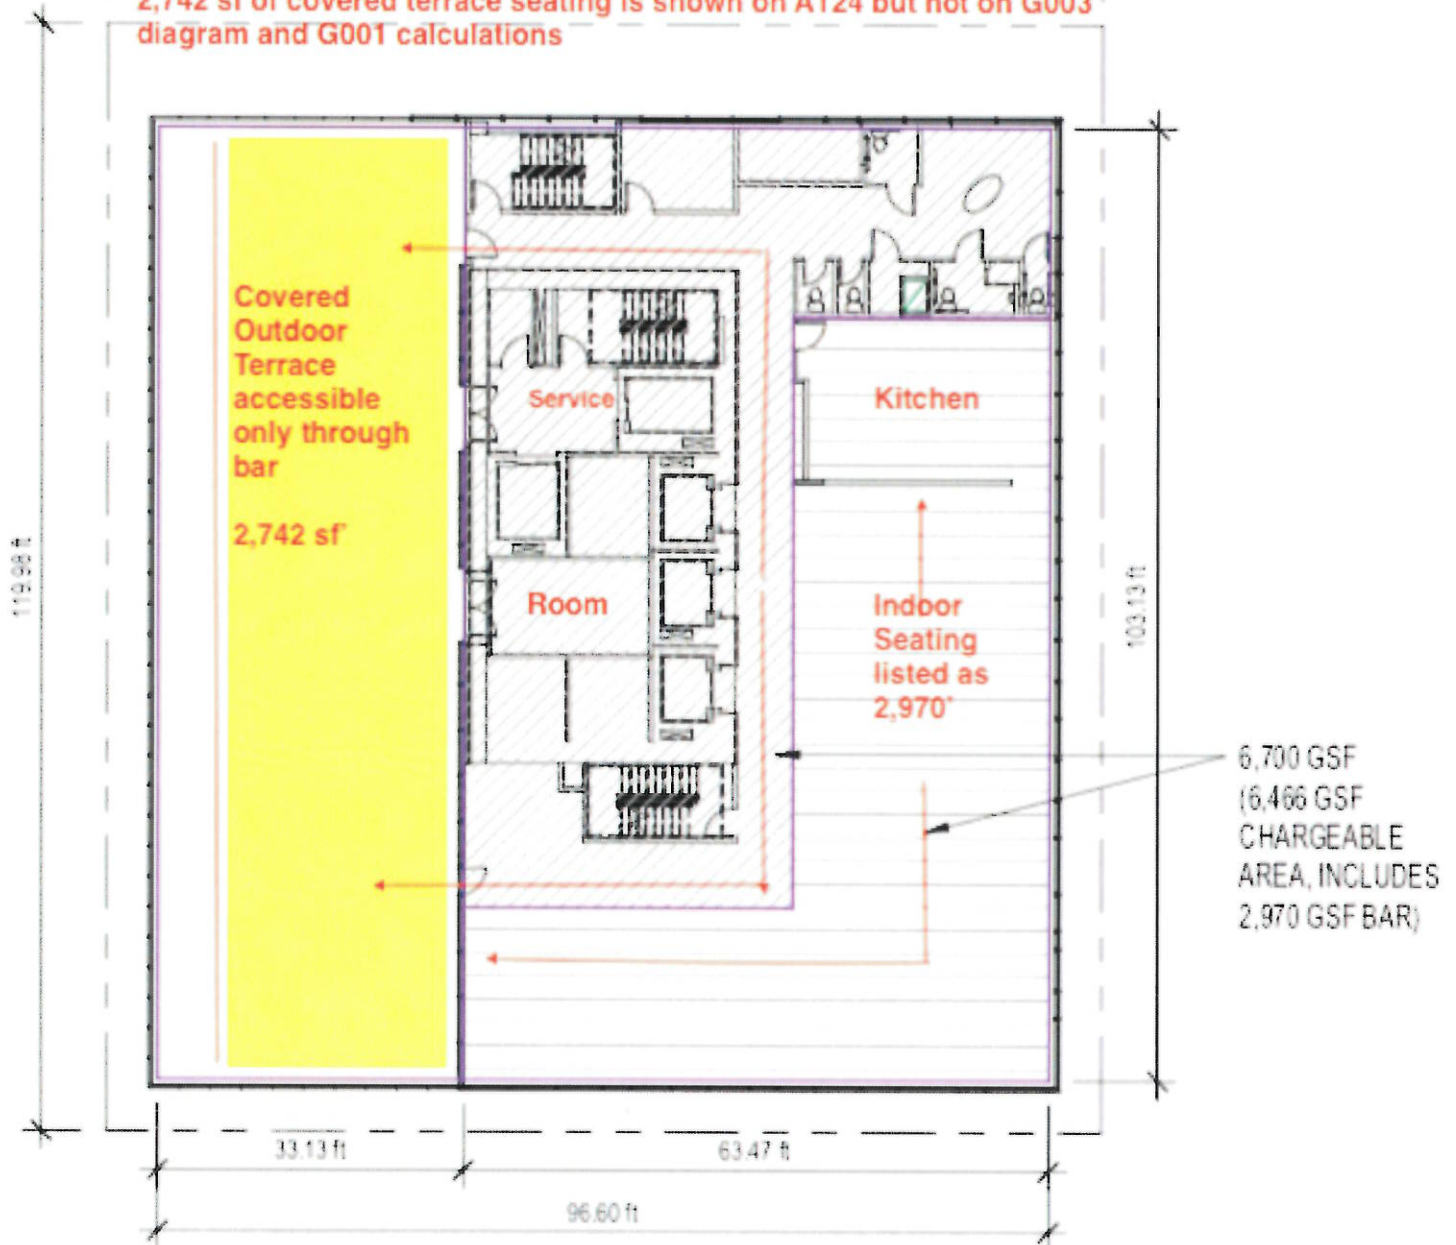 2,742 sf of covered terrace seating is shown on A124 but not on G003
diagram and G001 calculations
Covered
Outdoor
Terrace
accessible
only through
bar
2,742 sf*
Service
Kitchen
Room
Indoor
Seating
listed as
2,970*
119.98 ft
103.13 ft
6,700 GSF
(6,466 GSF
CHARGEABLE
AREA, INCLUDES
2,970 GSF BAR)
33.13 ft
63.47 ft
96.60 ft